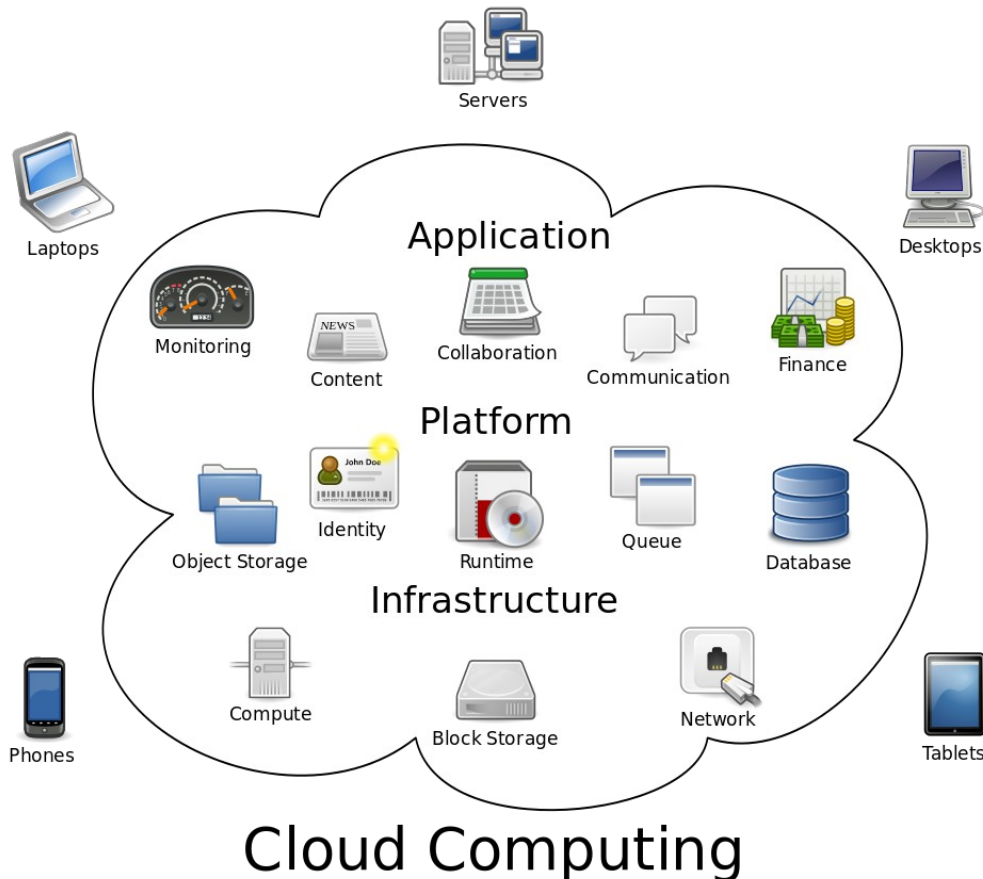 Servers
Laptops
Desktops
Application
Monitoring
NEWS
Content
Collaboration
Communication
Finance
Platform
Object Storage
John Doe
Identity
Runtime
Queue
Database
Infrastructure
Compute
Block Storage
Network
Phones
Tablets
Cloud Computing